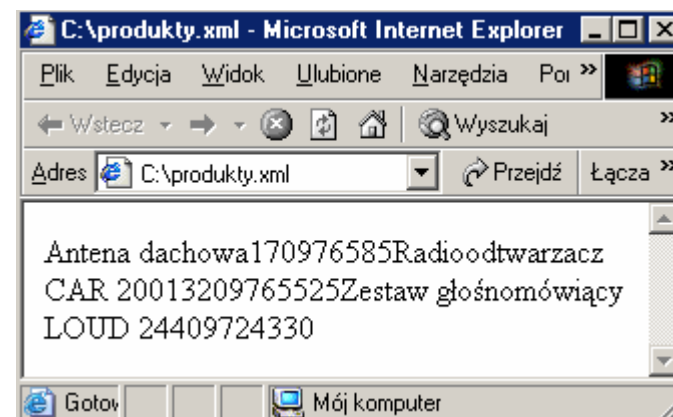 C:\produkty.xml - Microsoft Internet Explorer
Plik Edycja Widok Ulubione Narzędzia Por »
Wstecz Wyszukaj »
Adres C:\produkty.xml Przejdź Łącza »
Antena dachowa170976585Radioodtwarzacz
CAR 20013209765525Zestaw głośnomówiący
LOUD 24409724330
Gotov Mój komputer